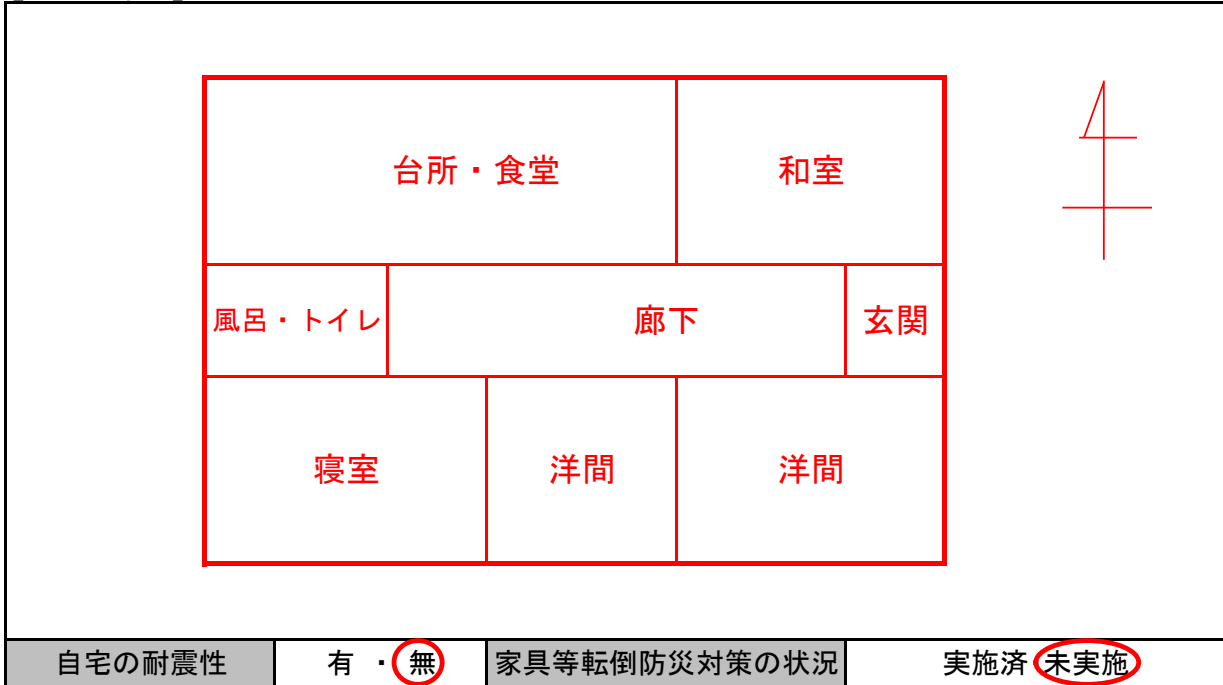 台所・食堂 和室
風呂・トイレ 廊下 玄関
寝室 洋間 洋間
自宅の耐震性 有 ・ 無 家具等転倒防災対策の状況 実施済 未実施